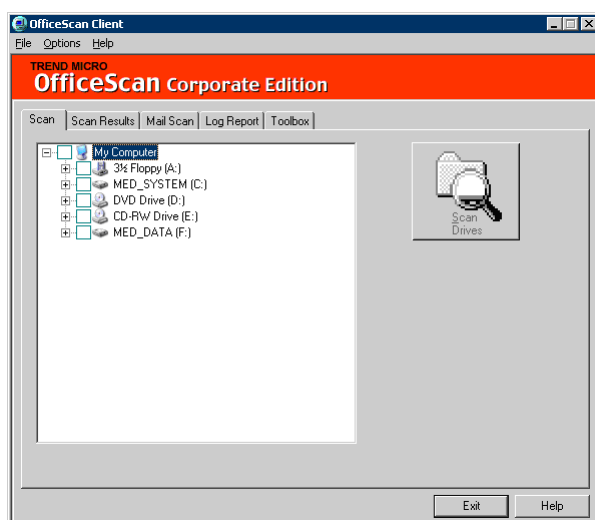 OfficeScan Client
File Options Help
TREND MICRO
OfficeScan Corporate Edition
Scan Scan Results Mail Scan Log Report Toolbox
My Computer
3½ Floppy (A:)
MED_SYSTEM (C:)
DVD Drive (D:)
CD-RW Drive (E:)
MED_DATA (F:)
Scan
Drives
Exit Help